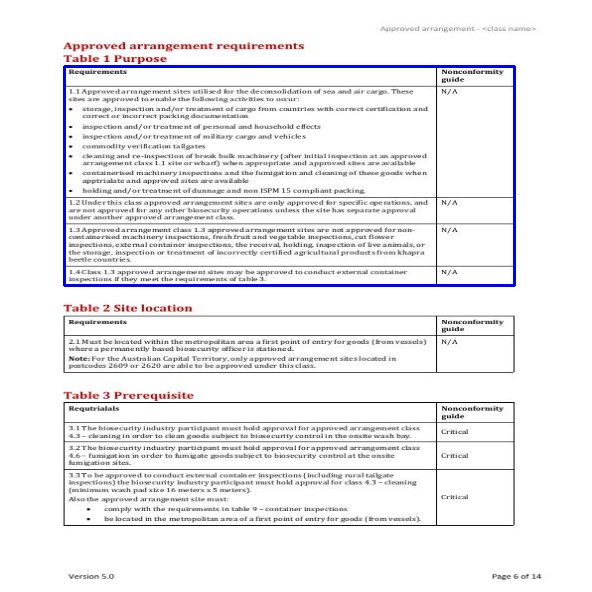 Approved arrangement - <class name>
Approved arrangement requirements
Table 1 Purpose
Requirements
Nonconformity
guide
1.1 Approved arrangement sites utilised for the deconsolidation of sea and air cargo. These
sites are approved to enable the following activities to occur:
N/A
• storage, inspection and/or treatment of cargo from countries with correct certification and
correct or incorrect packing documentation
• inspection and/or treatment of personal and household effects
• inspection and/or treatment of military cargo and vehicles
• commodity verification tailgates
• cleaning and re-inspection of break bulk machinery (after initial inspection at an approved
arrangement class 1.1 site or wharf) when appropriate and approved sites are available
• containerised machinery inspections and the fumigation and cleaning of these goods when
apptrialate and approved sites are available
• holding and/or treatment of dunnage and non ISPM 15 compliant packing.
1.2 Under this class approved arrangement sites are only approved for specific operations, and
are not approved for any other biosecurity operations unless the site has separate approval
under another approved arrangement class.
N/A
1.3 Approved arrangement class 1.3 approved arrangement sites are not approved for non-
containerised machinery inspections, fresh fruit and vegetable inspections, cut flower
inspections, external container inspections, the receival, holding, inspection of live animals, or
the storage, inspection or treatment of incorrectly certified agricultural products from khapra
beetle countries.
N/A
1.4 Class 1.3 approved arrangement sites may be approved to conduct external container
inspections if they meet the requirements of table 3.
N/A
Table 2 Site location
Requirements
Nonconformity
guide
2.1 Must be located within the metropolitan area a first point of entry for goods (from vessels)
where a permanently based biosecurity officer is stationed.
Note: For the Australian Capital Territory, only approved arrangement sites located in
postcodes 2609 or 2620 are able to be approved under this class.
N/A
Table 3 Prerequisite
Requtrialals
Nonconformity
guide
3.1 The biosecurity industry participant must hold approval for approved arrangement class
4.3 – cleaning in order to clean goods subject to biosecurity control in the onsite wash bay.
Critical
3.2 The biosecurity industry participant must hold approval for approved arrangement class
4.6 – fumigation in order to fumigate goods subject to biosecurity control at the onsite
fumigation sites.
Critical
3.3 To be approved to conduct external container inspections (including rural tailgate
inspections) the biosecurity industry participant must hold approval for class 4.3 – cleaning
(minimum wash pad size 16 meters x 5 meters).
Also the approved arrangement site must:
• comply with the requirements in table 9 – container inspections
• be located in the metropolitan area of a first point of entry for goods (from vessels).
Critical
Version 5.0
Page 6 of 14